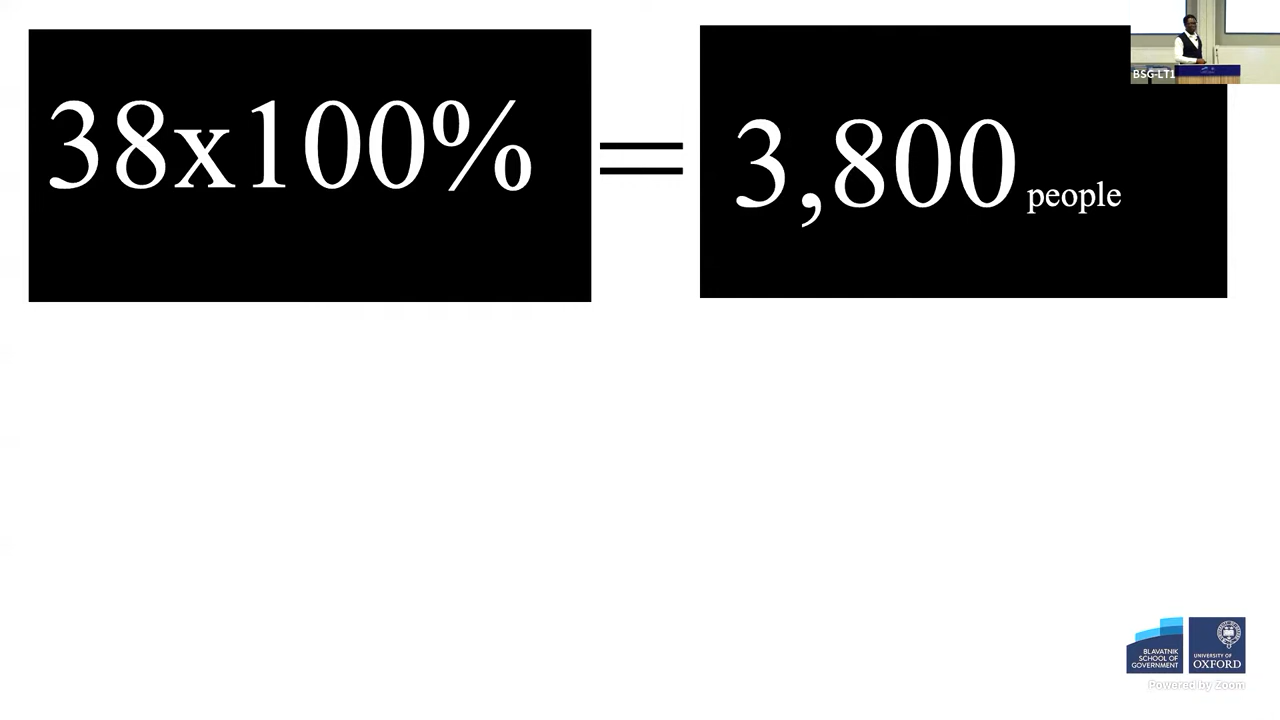 38x100%
=
3,800 people
BSG-LT1
BLAVATNIK
SCHOOL OF
GOVERNMENT
UNIVERSITY OF
OXFORD
Powered by Zoom